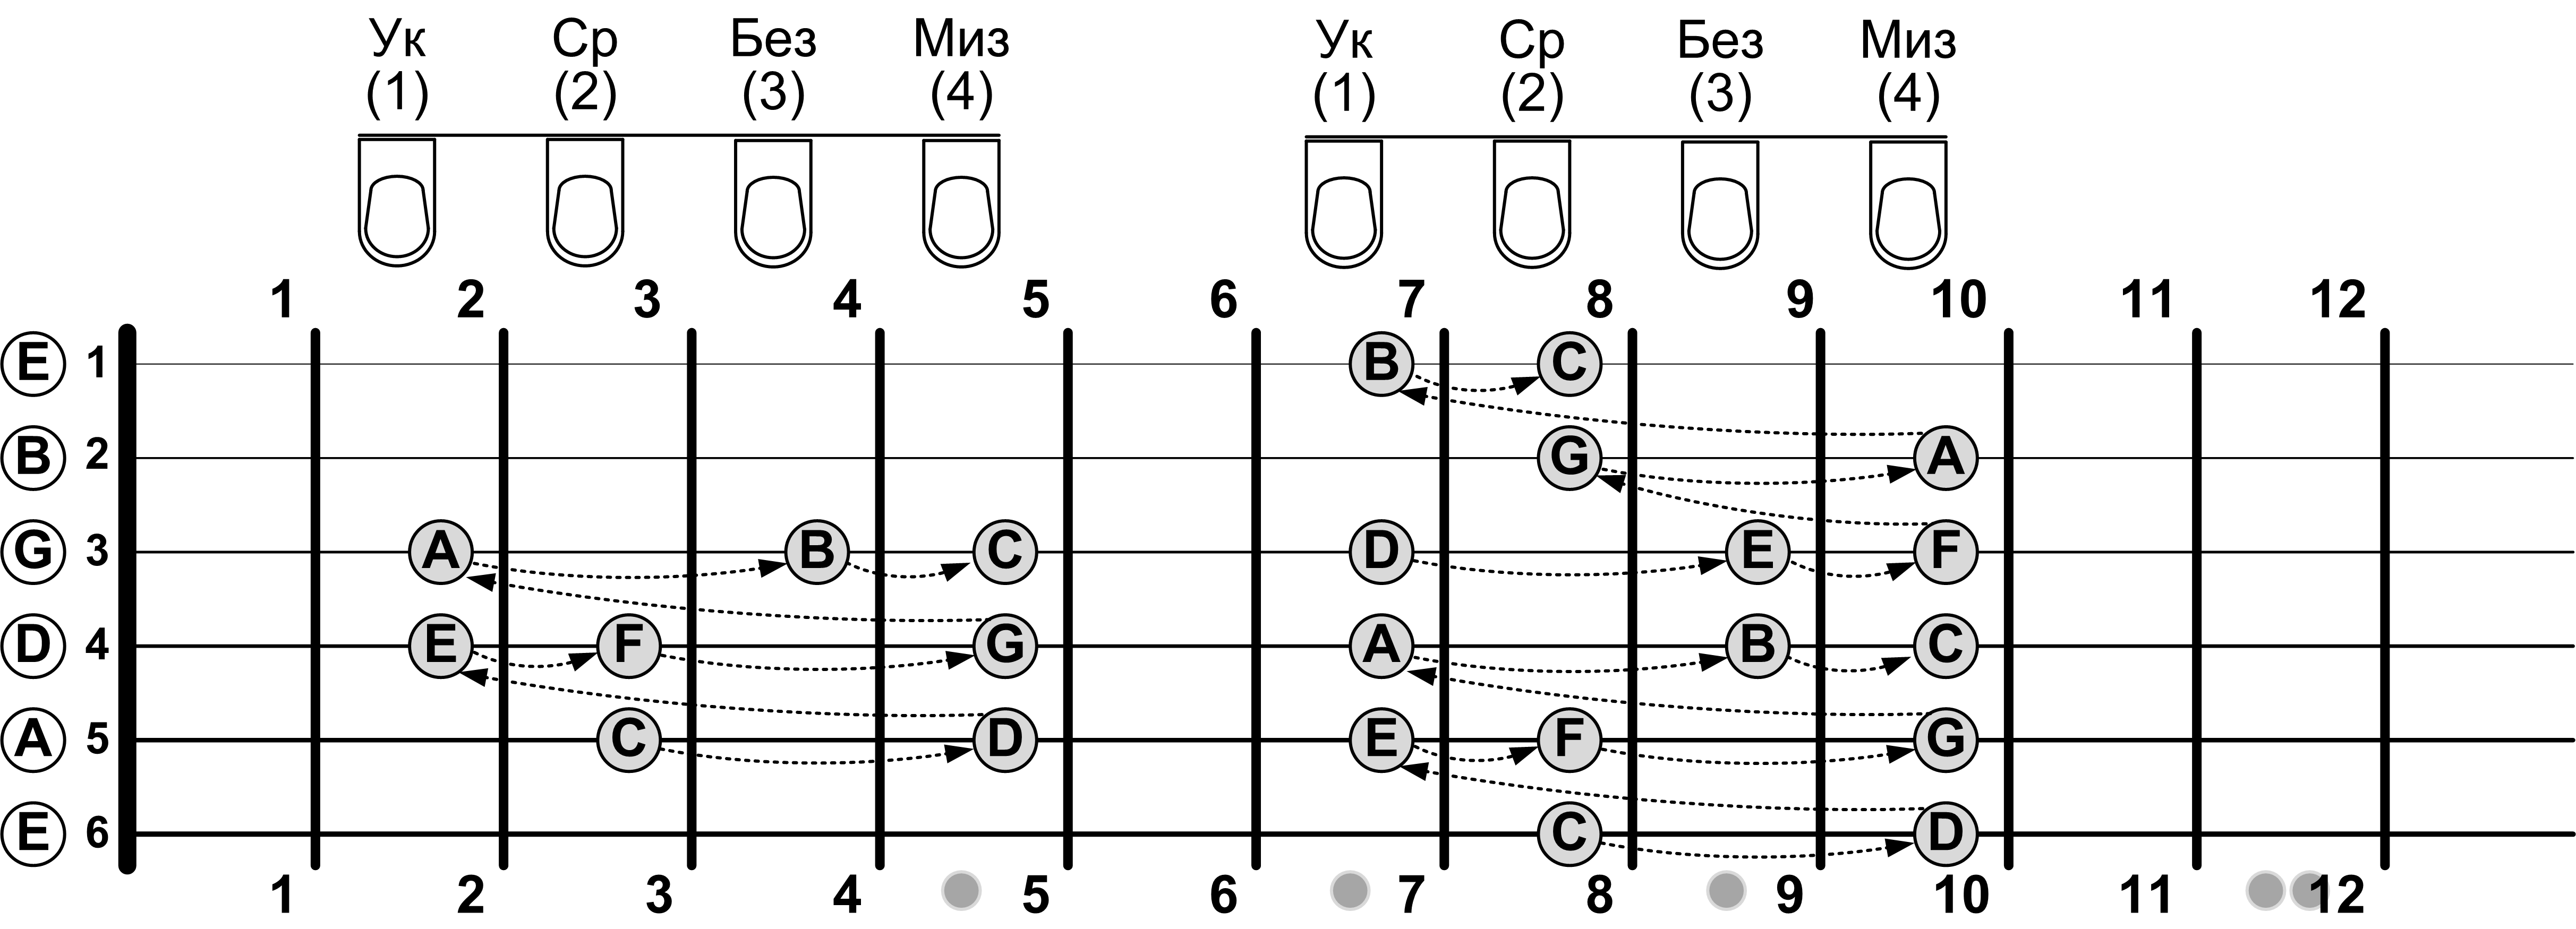 Ук Ср Без Миз Ук Ср Без Миз
(1) (2) (3) (4) (1) (2) (3) (4)
1 2 3 4 5 6 7 8 9 10 11 12
E 1 B C
B 2 G A
G 3 A B C D E F
D 4 E F G A B C
A 5 C D E F G
E 6 C D
1 2 3 4 5 6 7 8 9 10 11 12